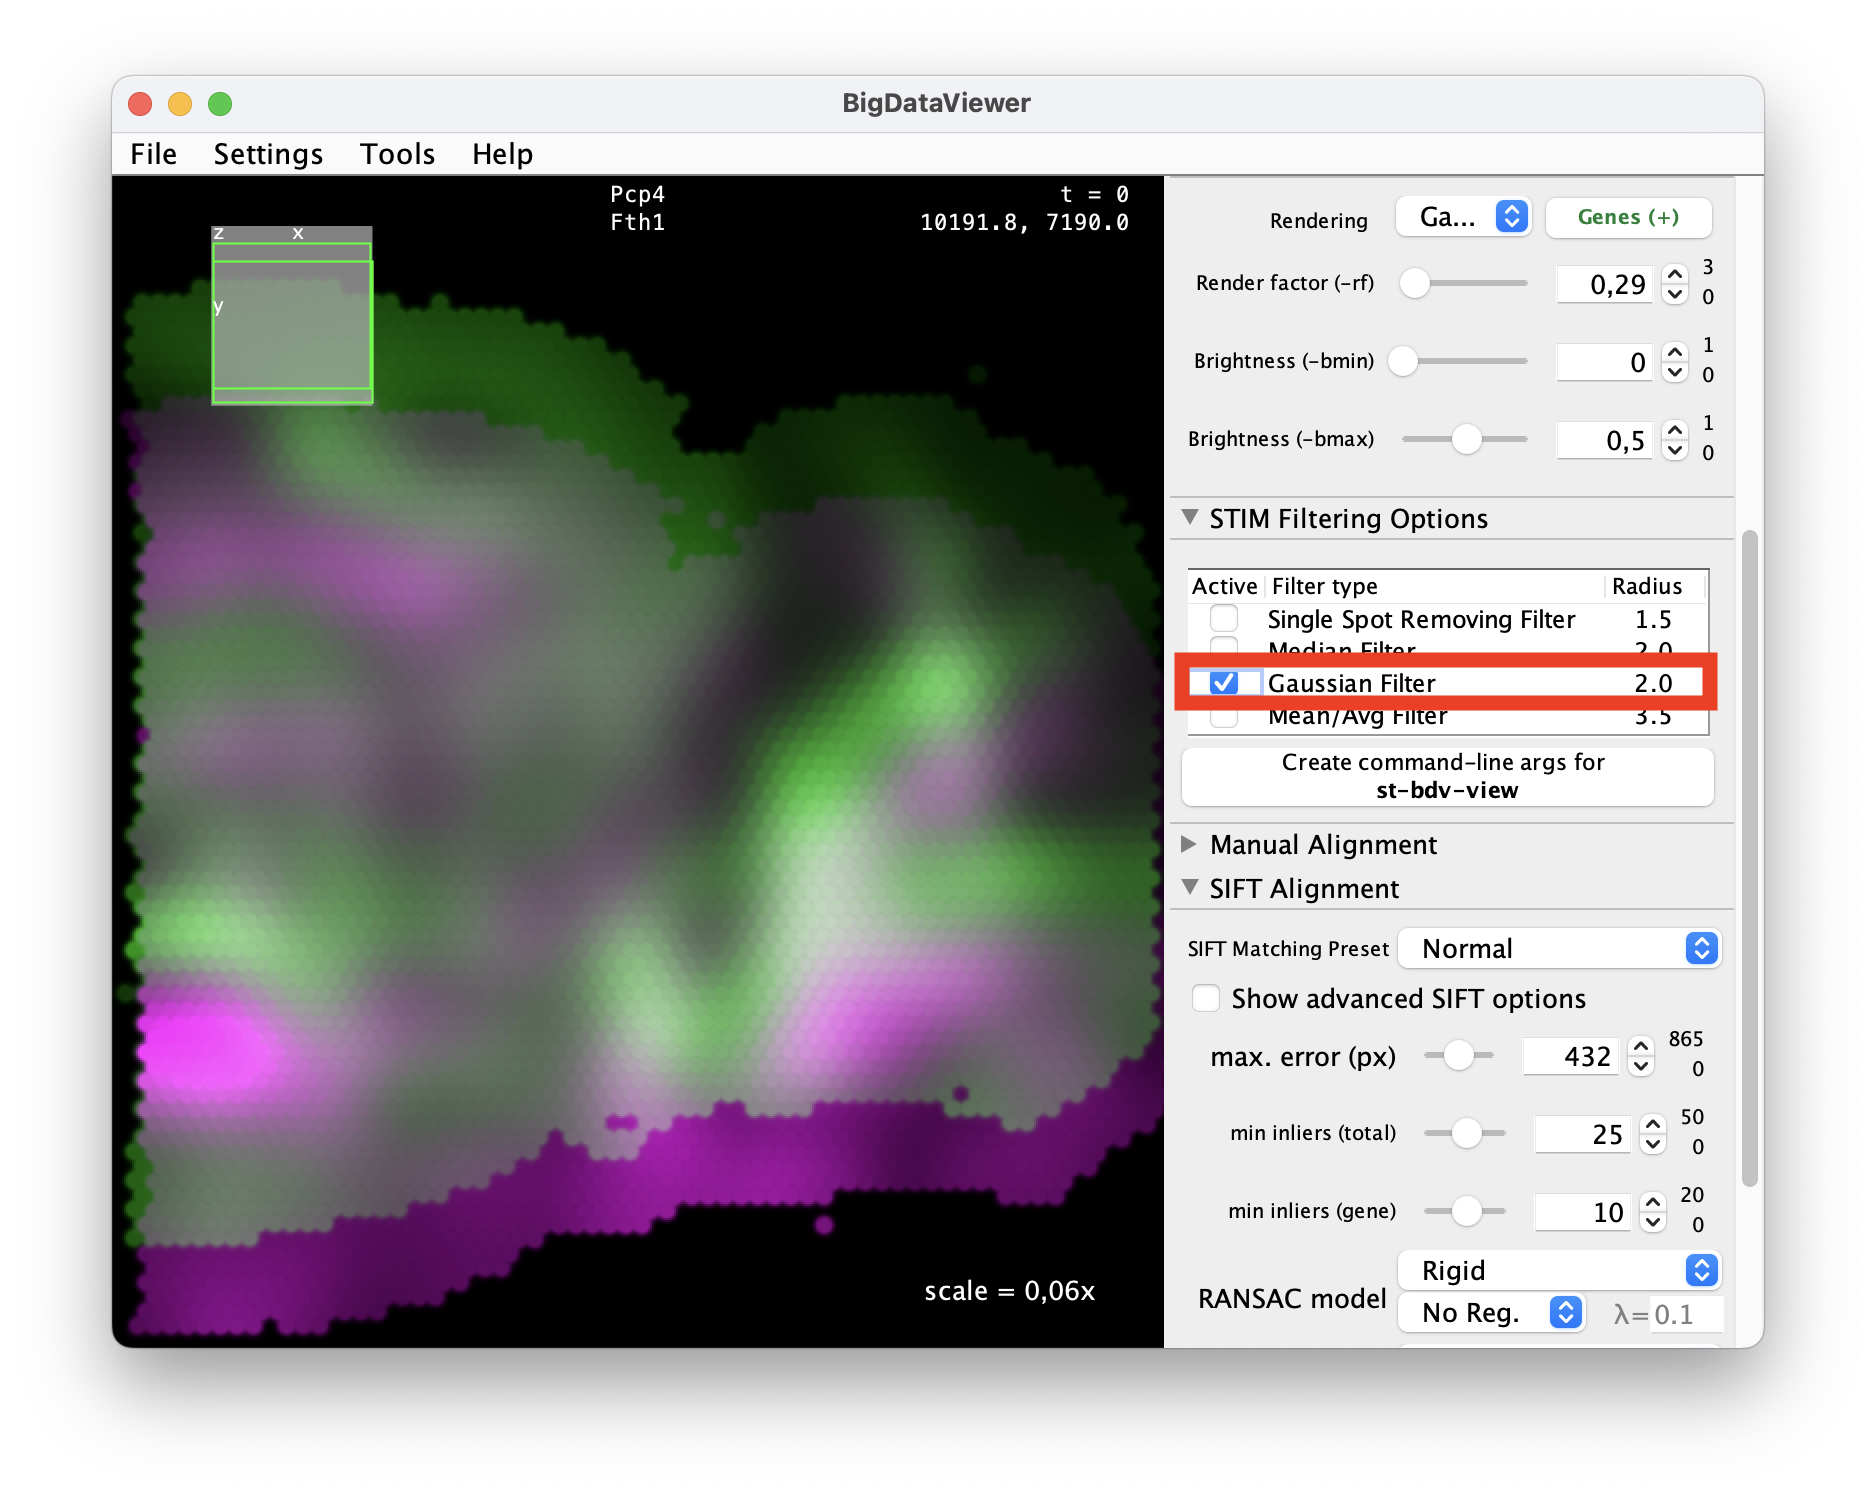 BigDataViewer
File Settings Tools Help
Pcp4
Fth1
t = 0
10191.8, 7190.0
z x
y
scale = 0,06x
Rendering Ga... Genes (+)
Render factor (-rf) 0,29 3 0
Brightness (-bmin) 0 1 0
Brightness (-bmax) 0,5 1 0
STIM Filtering Options
Active Filter type Radius
Single Spot Removing Filter 1.5
Median Filter 2.0
Gaussian Filter 2.0
Mean/Avg Filter 3.5
Create command-line args for
st-bdv-view
Manual Alignment
SIFT Alignment
SIFT Matching Preset Normal
Show advanced SIFT options
max. error (px) 432 865 0
min inliers (total) 25 50 0
min inliers (gene) 10 20 0
RANSAC model Rigid
No Reg. λ=0.1